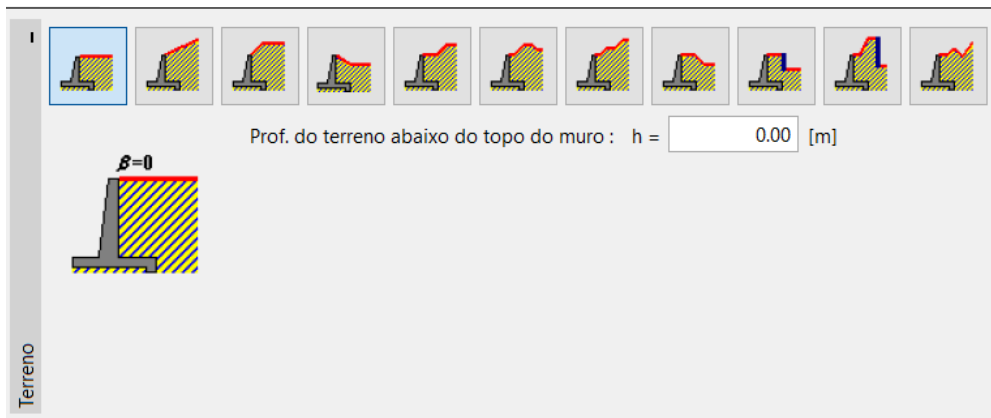 Prof. do terreno abaixo do topo do muro : h = 0.00 [m]
β=0
Terreno